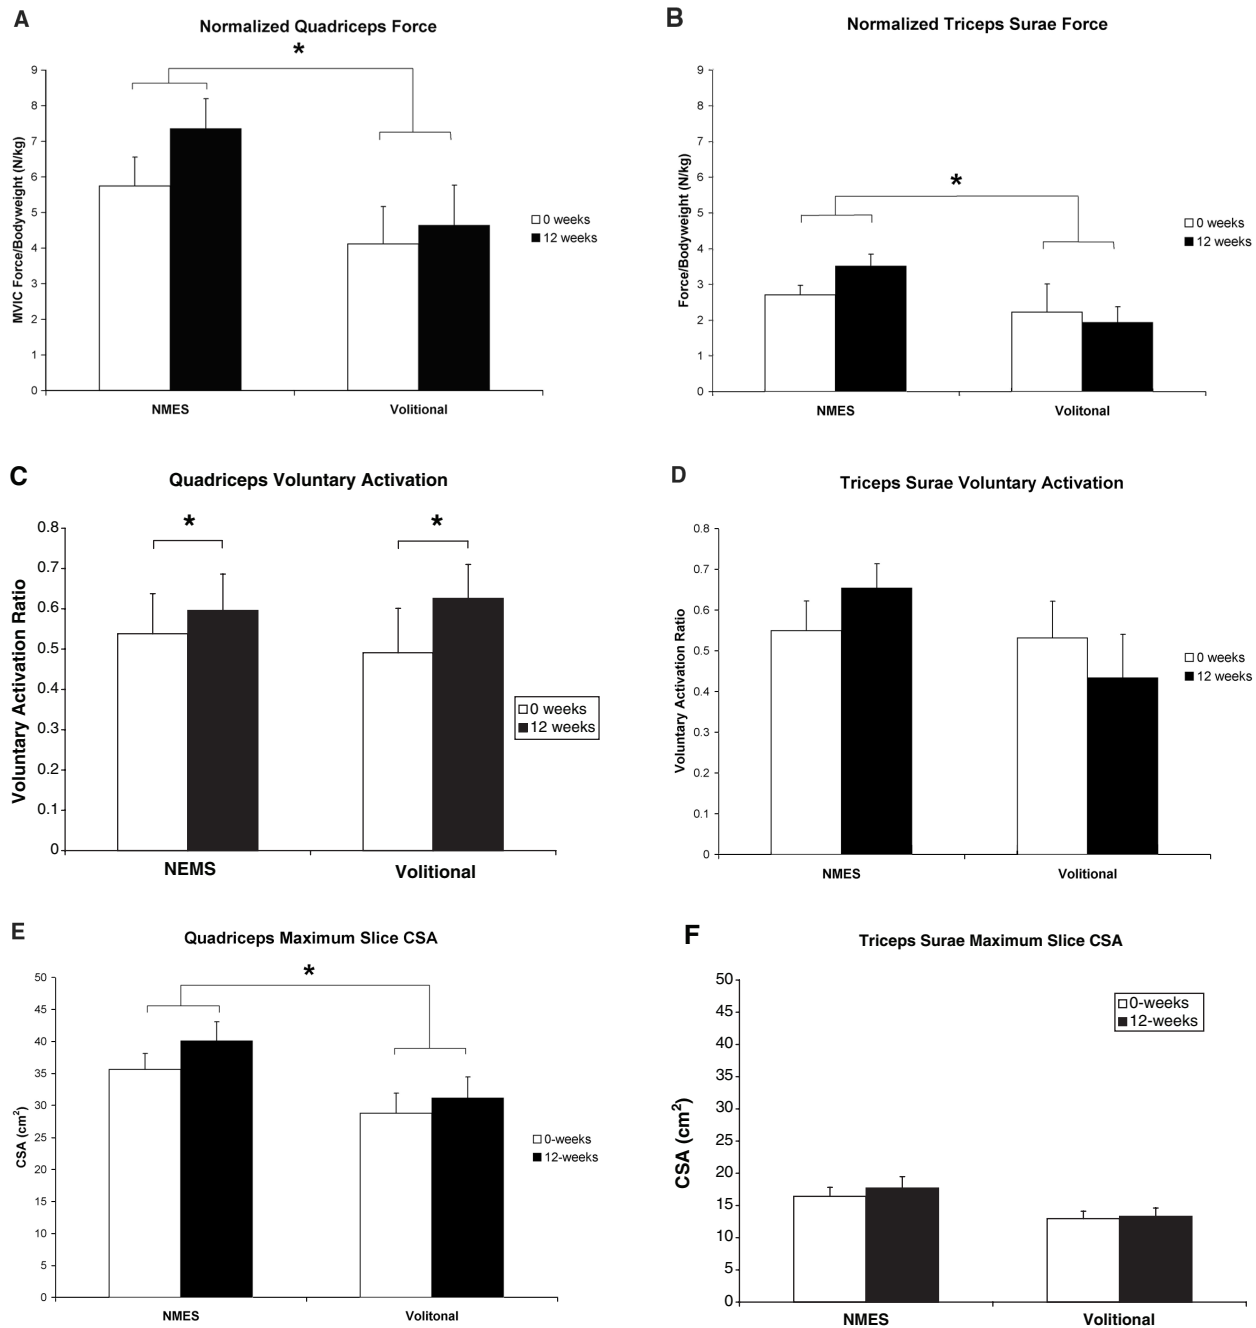 A
Normalized Quadriceps Force
*
9
8
7
6
5
4
3
2
1
0
MVIC Force/Bodyweight (N/kg)
NMES
Volitional
0 weeks
12 weeks
B
Normalized Triceps Surae Force
*
9
8
7
6
5
4
3
2
1
0
Force/Bodyweight (N/kg)
NMES
Volitonal
0 weeks
12 weeks
C
Quadriceps Voluntary Activation
*
*
0.8
0.7
0.6
0.5
0.4
0.3
0.2
0.1
0
Voluntary Activation Ratio
NEMS
Volitional
0 weeks
12 weeks
D
Triceps Surae Voluntary Activation
0.8
0.7
0.6
0.5
0.4
0.3
0.2
0.1
0
Voluntary Activation Ratio
NMES
Volitional
0 weeks
12 weeks
E
Quadriceps Maximum Slice CSA
*
50
45
40
35
30
25
20
15
10
5
0
CSA (cm²)
NMES
Volitional
0-weeks
12-weeks
F
Triceps Surae Maximum Slice CSA
50
45
40
35
30
25
20
15
10
5
0
CSA (cm²)
NMES
Volitional
0-weeks
12-weeks